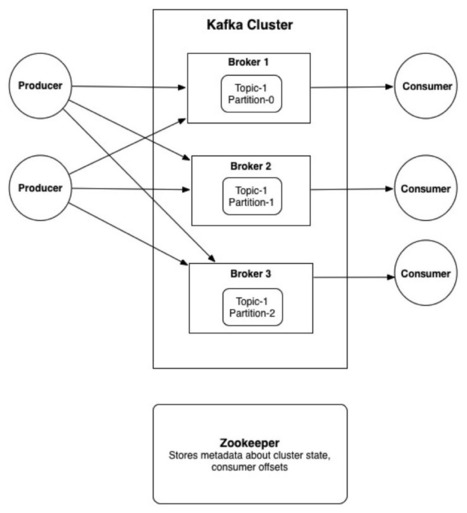 Kafka Cluster
Producer
Broker 1
Topic-1
Partition-0
Consumer
Producer
Broker 2
Topic-1
Partition-1
Consumer
Broker 3
Topic-1
Partition-2
Consumer
Zookeeper
Stores metadata about cluster state,
consumer offsets